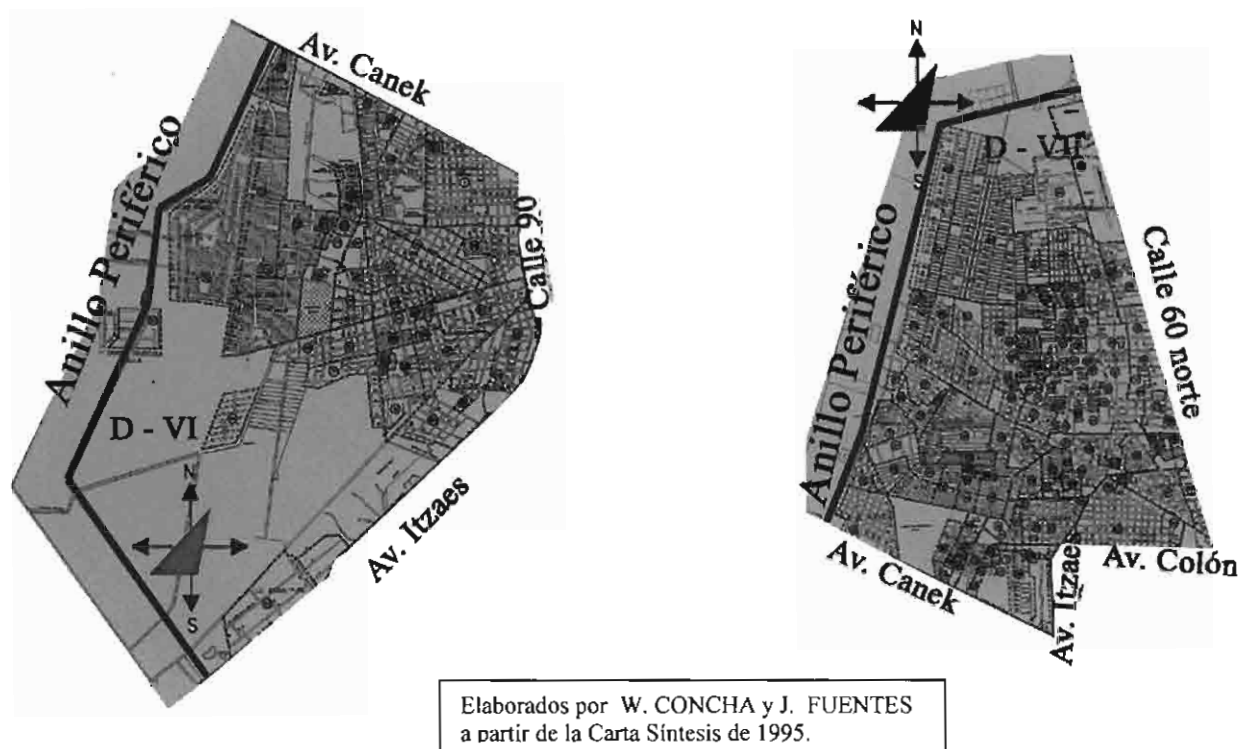 Av. Canek
Anillo Periférico
Calle 90
D - VI
N
S
Av. Itzaes
N
S
D - VII
Anillo Periférico
Calle 60 norte
Av. Canek
Av. Itzaes
Av. Colón
Elaborados por W. CONCHA y J. FUENTES
a partir de la Carta Síntesis de 1995.